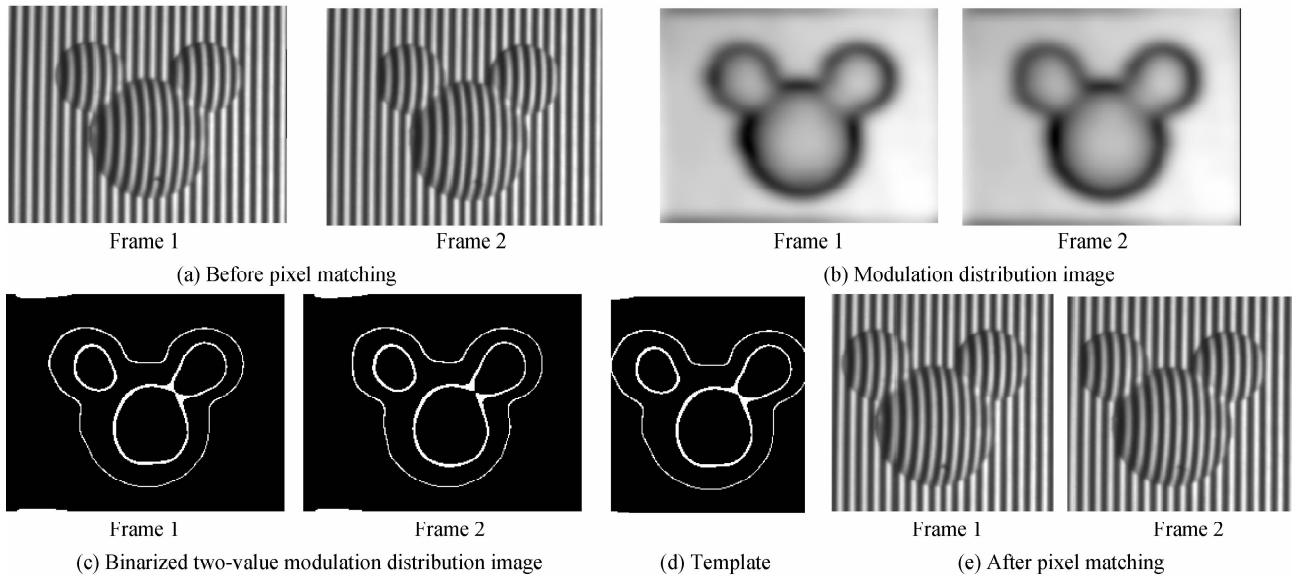 Frame 1
Frame 2
Frame 1
Frame 2
(a) Before pixel matching
(b) Modulation distribution image
Frame 1
Frame 2
Frame 1
Frame 2
(c) Binarized two-value modulation distribution image
(d) Template
(e) After pixel matching